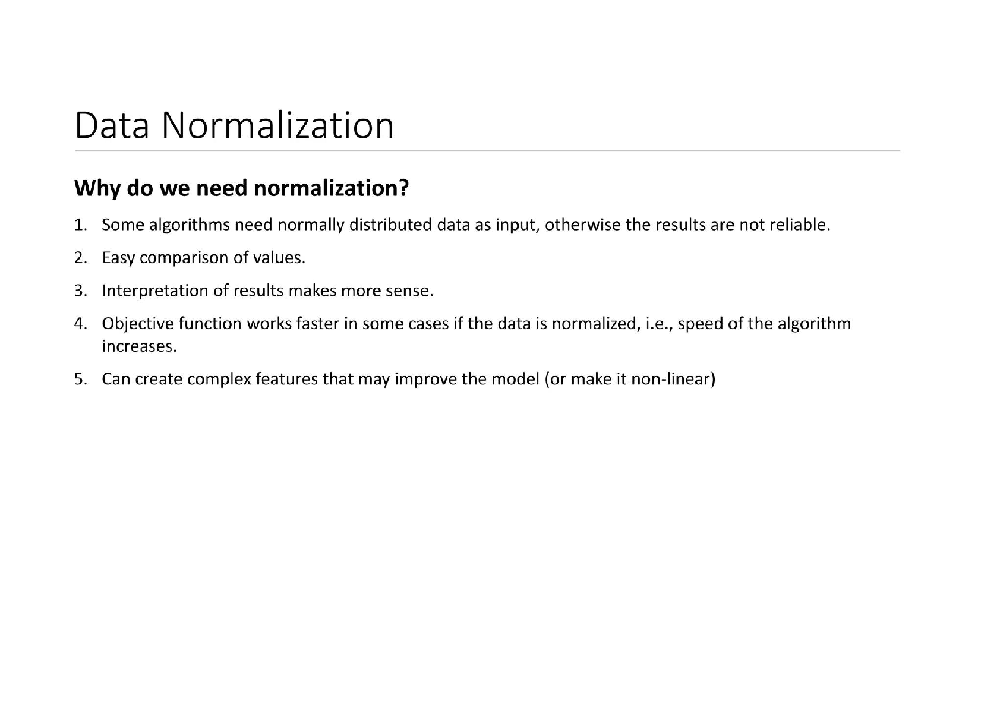 Data Normalization
Why do we need normalization?
1. Some algorithms need normally distributed data as input, otherwise the results are not reliable.
2. Easy comparison of values.
3. Interpretation of results makes more sense.
4. Objective function works faster in some cases if the data is normalized, i.e., speed of the algorithm
increases.
5. Can create complex features that may improve the model (or make it non-linear)